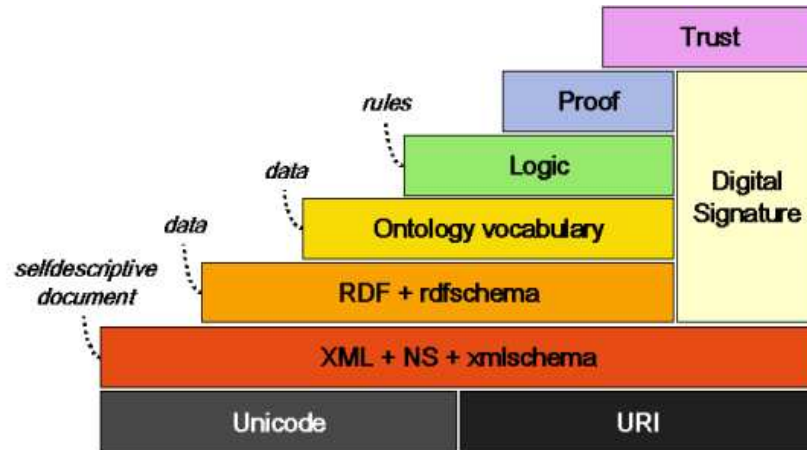 Trust
Proof
rules
Logic
Digital
Signature
data
Ontology vocabulary
data
RDF + rdfschema
selfdescriptive
document
XML + NS + xmlschema
Unicode
URI